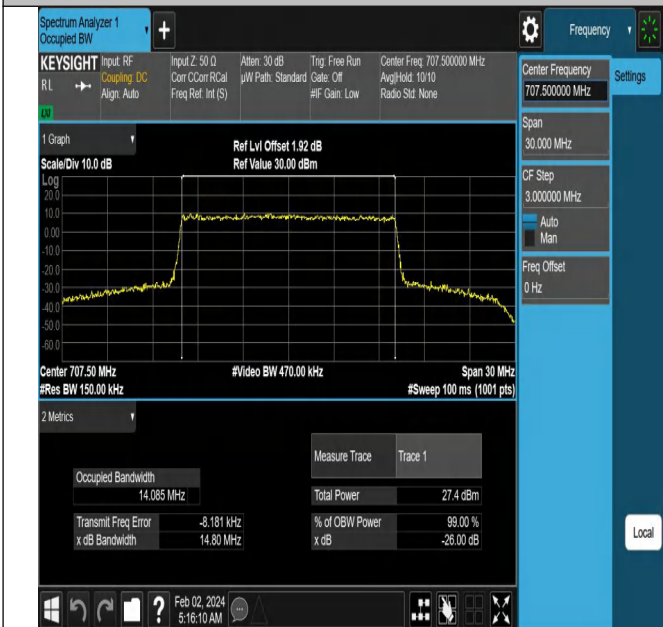 Spectrum Analyzer 1
Occupied BW
Frequency
KEYSIGHT
R L
LXI
Input: RF
Coupling: DC
Align: Auto
Input Z: 50 Ω
Corr CCorr RCal
Freq Ref: Int (S)
Atten: 30 dB
µW Path: Standard
Trig: Free Run
Gate: Off
#IF Gain: Low
Center Freq: 707.500000 MHz
Avg|Hold: 10/10
Radio Std: None
Center Frequency
707.500000 MHz
Settings
Span
30.000 MHz
CF Step
3.000000 MHz
Auto
Man
Freq Offset
0 Hz
1 Graph
Scale/Div 10.0 dB
Ref Lvl Offset 1.92 dB
Ref Value 30.00 dBm
Log
20.0
10.0
0.00
-10.0
-20.0
-30.0
-40.0
-50.0
-60.0
Center 707.50 MHz
#Video BW 470.00 kHz
Span 30 MHz
#Res BW 150.00 kHz
#Sweep 100 ms (1001 pts)
2 Metrics
Measure Trace
Trace 1
Occupied Bandwidth
14.085 MHz
Total Power
27.4 dBm
Transmit Freq Error
-8.181 kHz
% of OBW Power
99.00 %
x dB Bandwidth
14.80 MHz
x dB
-26.00 dB
Local
?
Feb 02, 2024
5:16:10 AM